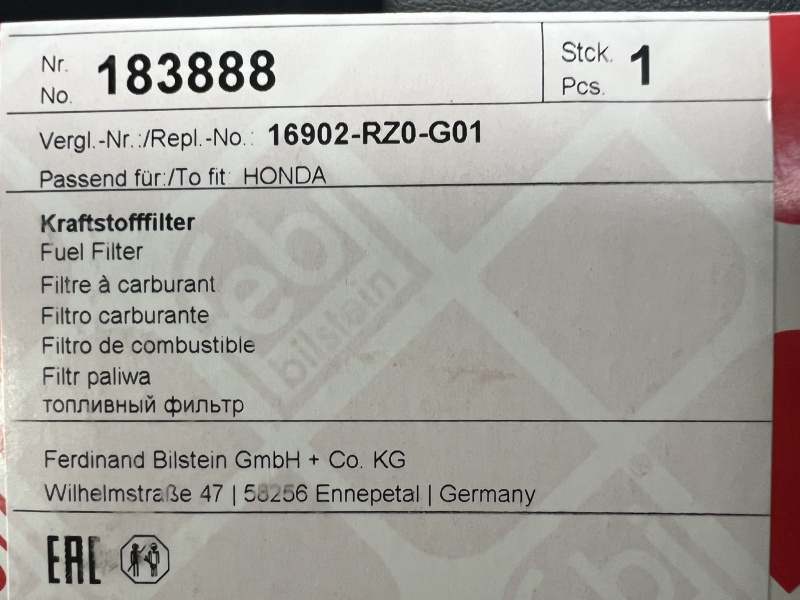 Nr. 183888 Stck. 1
No. Pcs.
Vergl.-Nr.:/Repl.-No.: 16902-RZ0-G01
Passend für:/To fit: HONDA
Kraftstofffilter
Fuel Filter
Filtre à carburant
Filtro carburante
Filtro de combustible
Filtr paliwa
топливный фильтр
Ferdinand Bilstein GmbH + Co. KG
Wilhelmstraße 47 | 58256 Ennepetal | Germany
EAC
febi
bilstein